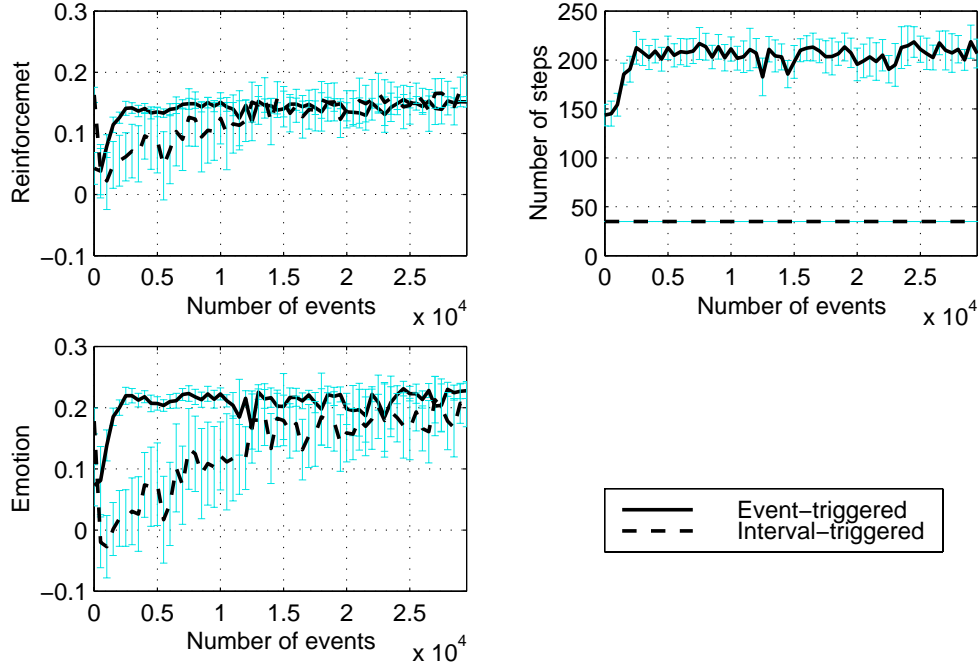 0.3
0.2
0.1
0
−0.1
Reinforcemet
0 0.5 1 1.5 2 2.5
Number of events
x 10^4
250
200
150
100
50
0
Number of steps
0 0.5 1 1.5 2 2.5
Number of events
x 10^4
0.3
0.2
0.1
0
−0.1
Emotion
0 0.5 1 1.5 2 2.5
Number of events
x 10^4
Event−triggered
Interval−triggered